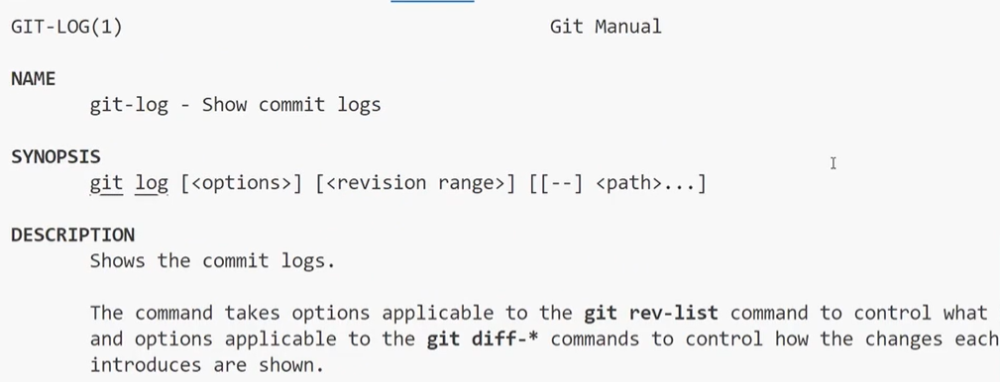 GIT-LOG(1) Git Manual
NAME
git-log - Show commit logs
SYNOPSIS
git log [<options>] [<revision range>] [[--] <path>...]
DESCRIPTION
Shows the commit logs.
The command takes options applicable to the git rev-list command to control what
and options applicable to the git diff-* commands to control how the changes each
introduces are shown.